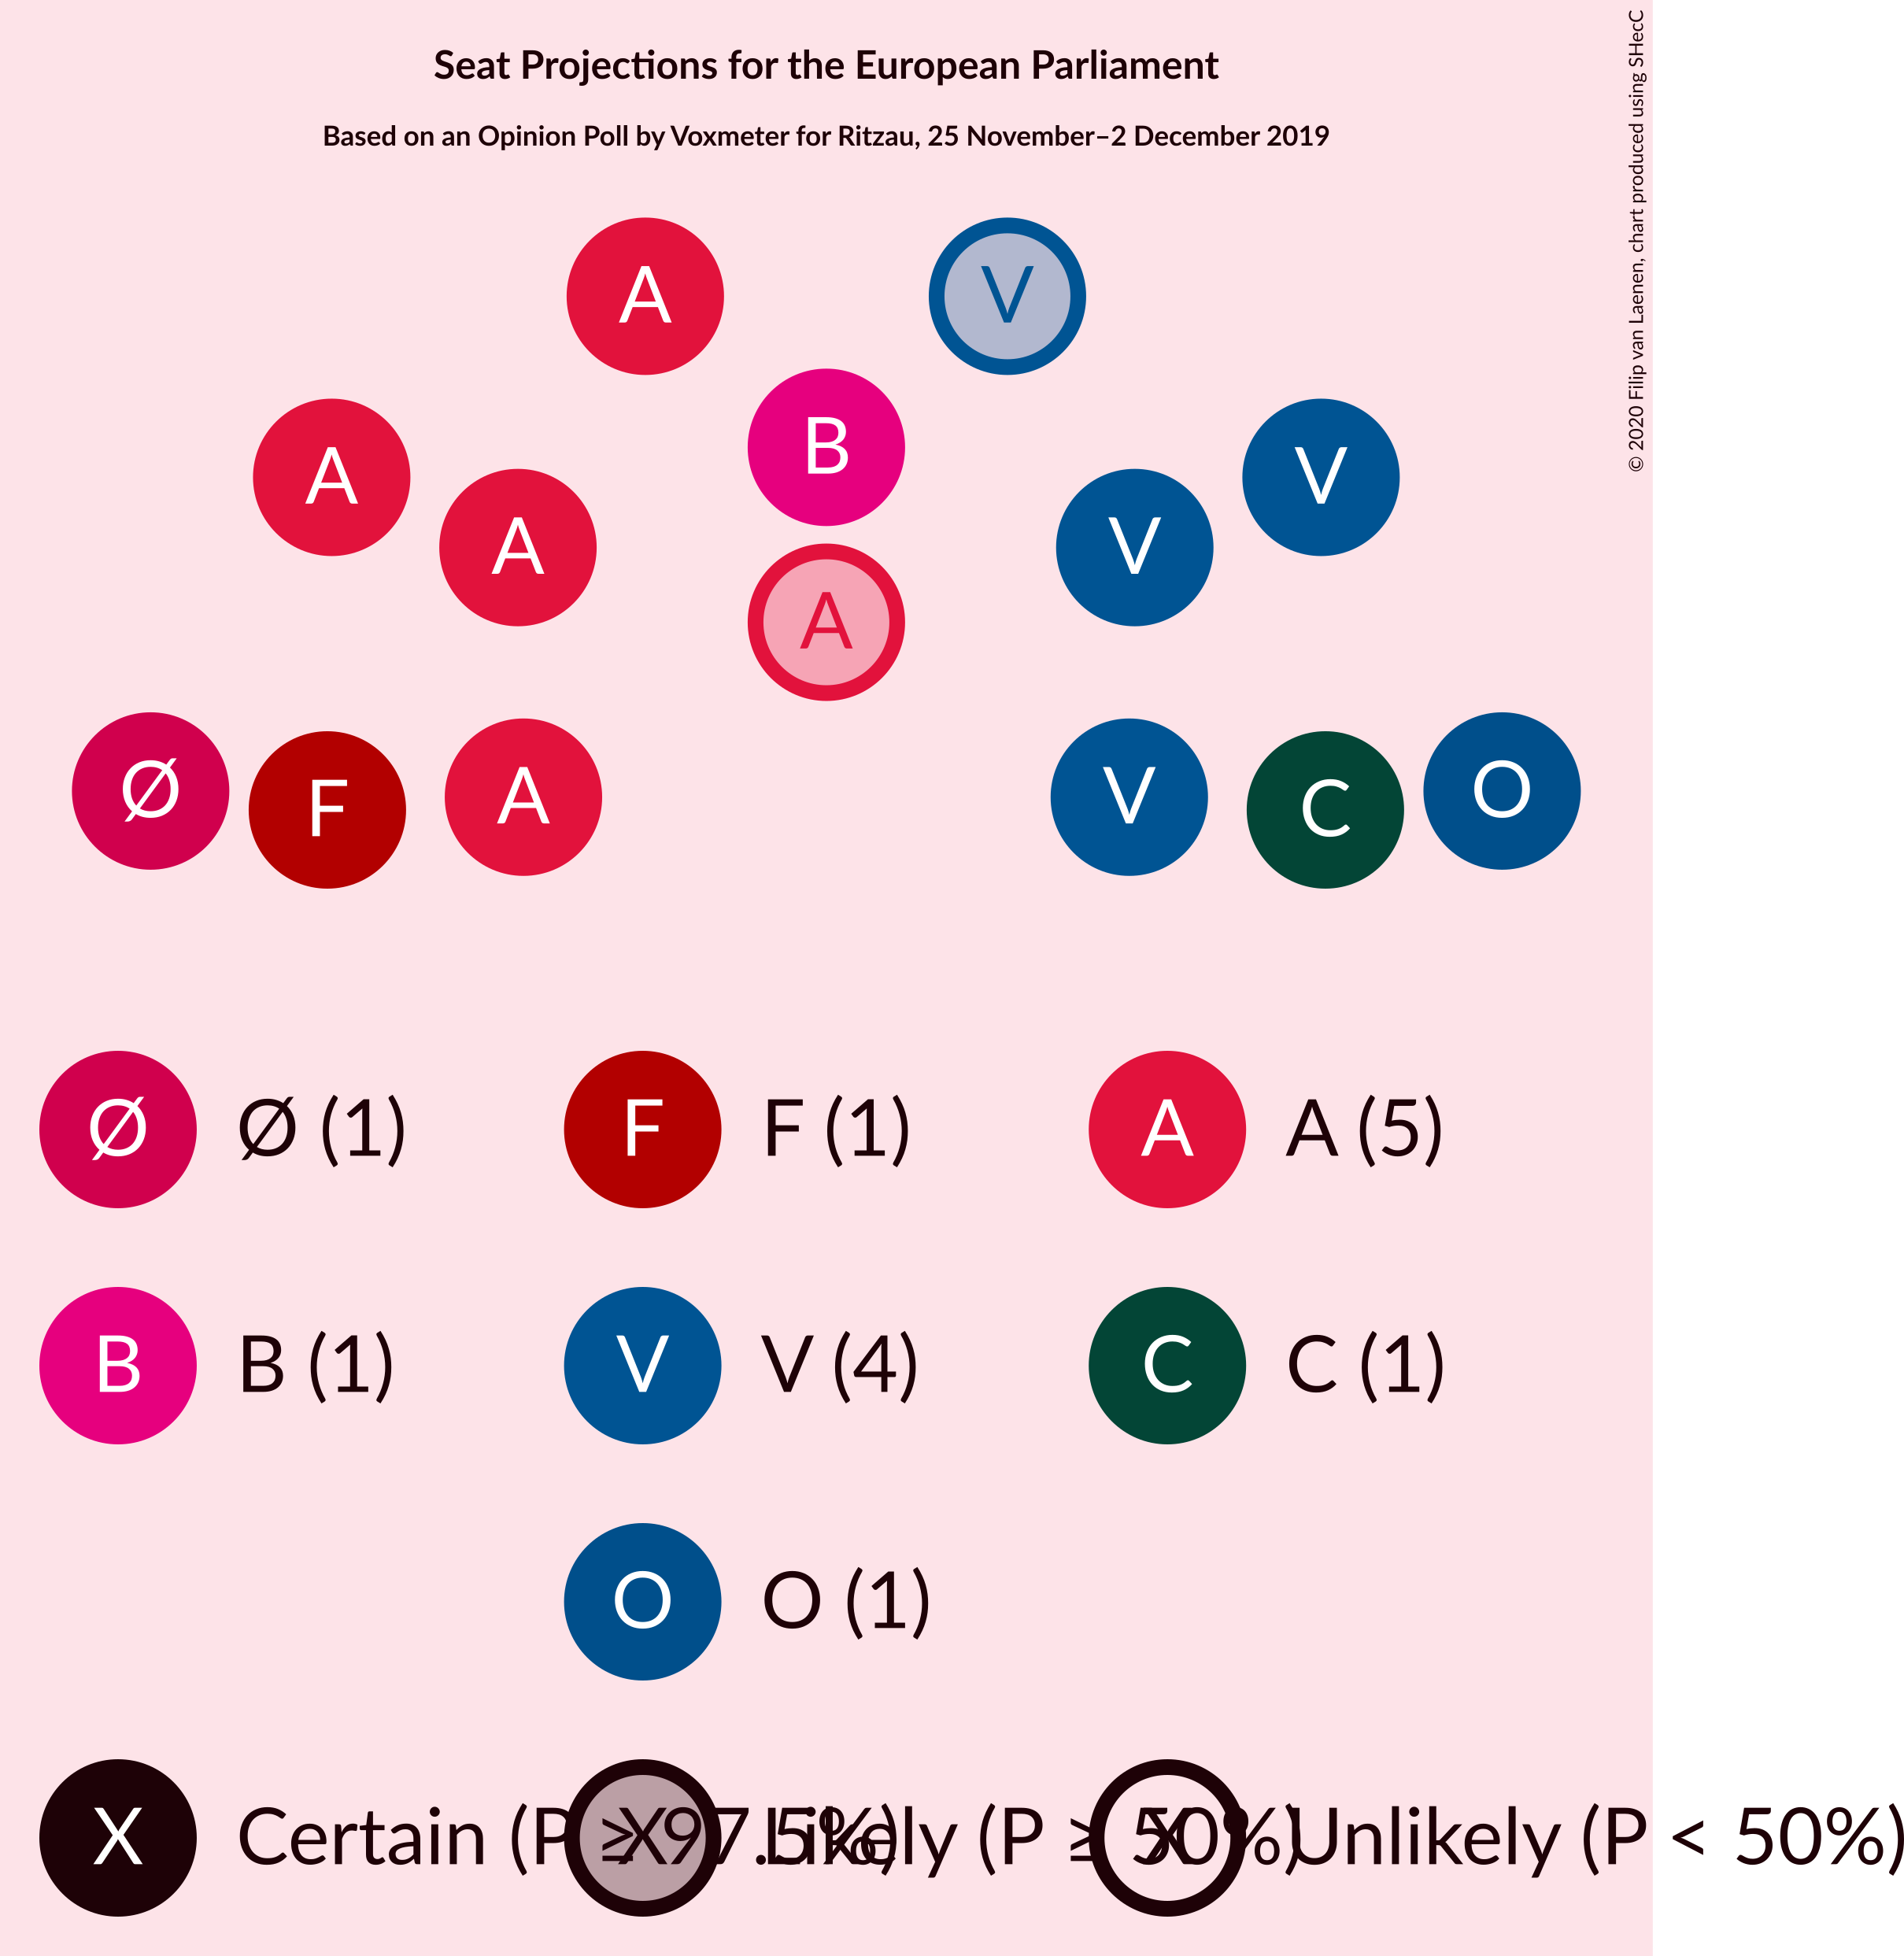 Seat Projections for the European Parliament
Based on an Opinion Poll by Voxmeter for Ritzau, 25 November–2 December 2019
© 2020 Filip van Laenen, chart produced using SHecC
A V
B
A V
A V
A
Ø F A V C O
Ø Ø (1) F F (1) A A (5)
B B (1) V V (4) C C (1)
O O (1)
X Certain (P ≥ 97.5%) X Likely (P ≥ 50%) X Unlikely (P < 50%)